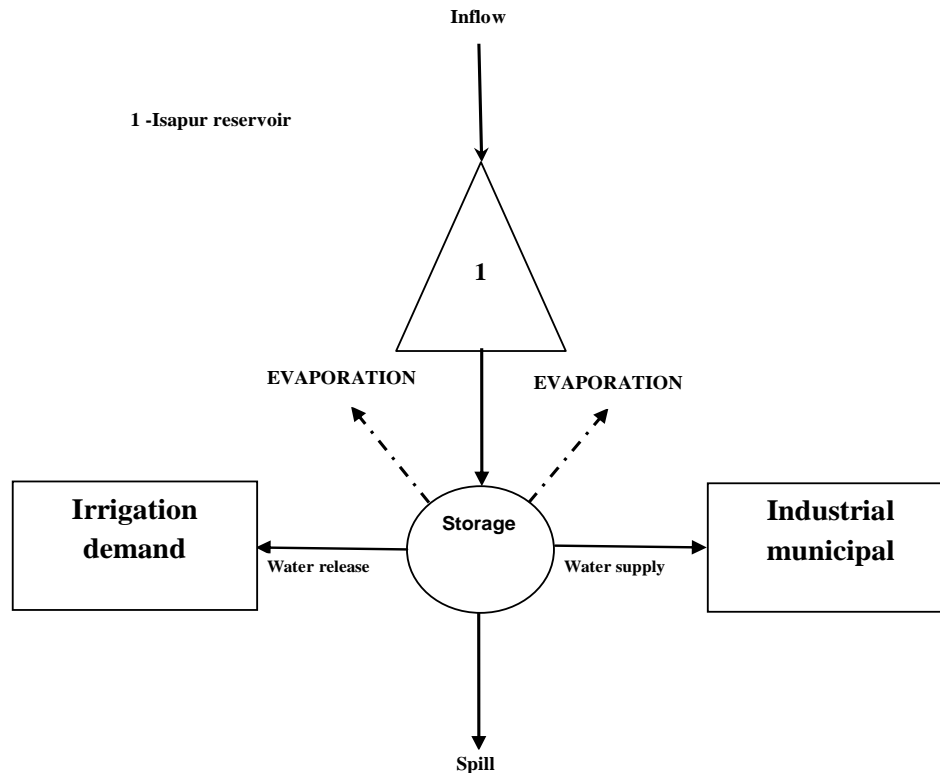 Inflow
1 -Isapur reservoir
1
EVAPORATION
EVAPORATION
Irrigation
demand
Storage
Industrial
municipal
Water release
Water supply
Spill